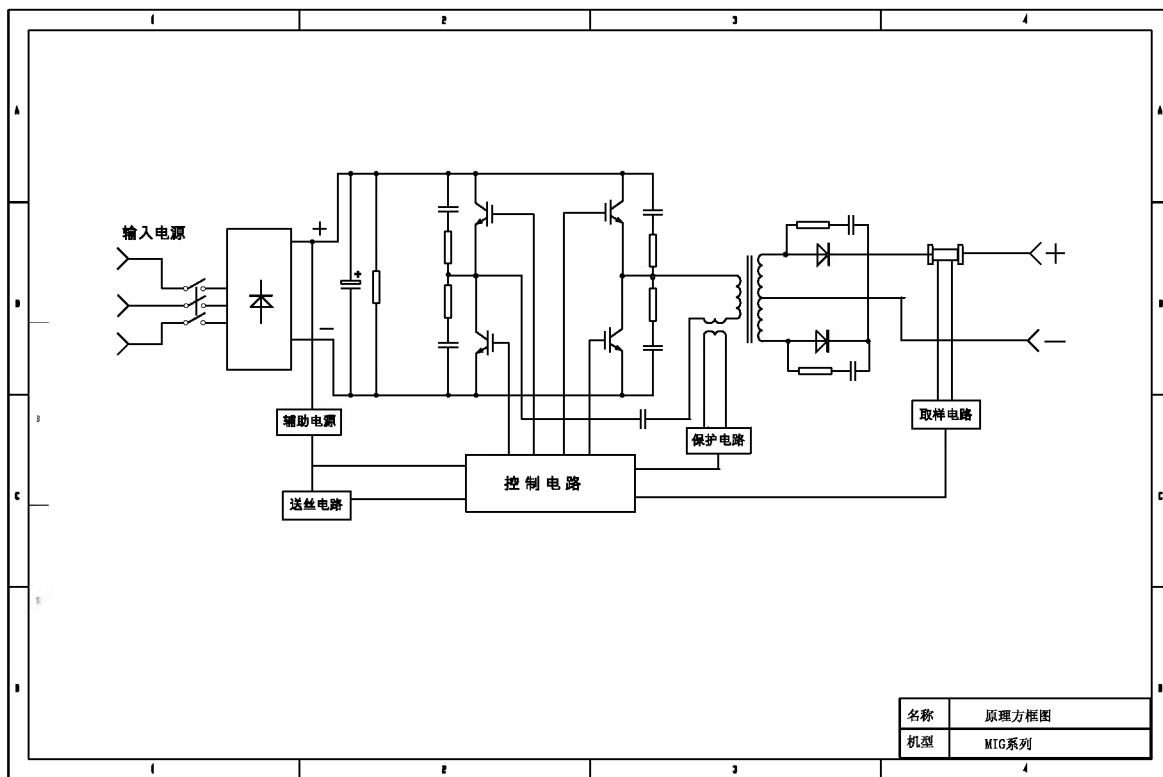 1 2 3 4
A A
输入电源
+
+
+
−
−
B B
辅助电源
取样电路
保护电路
控制电路
送丝电路
C C
D D
名称 原理方框图
机型 MIG系列
1 2 3 4